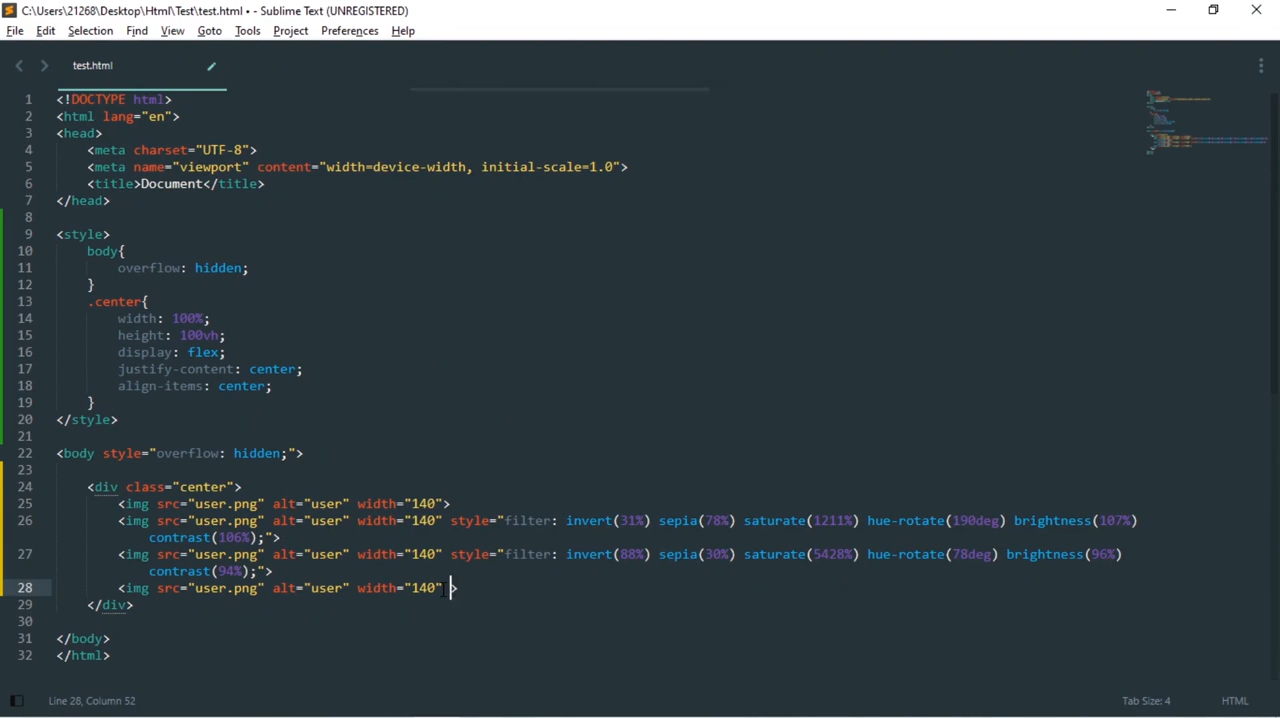 C:\Users\21268\Desktop\Html\Test\test.html • - Sublime Text (UNREGISTERED)
File Edit Selection Find View Goto Tools Project Preferences Help
test.html
1 <!DOCTYPE html>
2 <html lang="en">
3 <head>
4 <meta charset="UTF-8">
5 <meta name="viewport" content="width=device-width, initial-scale=1.0">
6 <title>Document</title>
7 </head>
8
9 <style>
10 body{
11 overflow: hidden;
12 }
13 .center{
14 width: 100%;
15 height: 100vh;
16 display: flex;
17 justify-content: center;
18 align-items: center;
19 }
20 </style>
21
22 <body style="overflow: hidden;">
23
24 <div class="center">
25 <img src="user.png" alt="user" width="140">
26 <img src="user.png" alt="user" width="140" style="filter: invert(31%) sepia(78%) saturate(1211%) hue-rotate(190deg) brightness(107%)
contrast(106%);">
27 <img src="user.png" alt="user" width="140" style="filter: invert(88%) sepia(30%) saturate(5428%) hue-rotate(78deg) brightness(96%)
contrast(94%);">
28 <img src="user.png" alt="user" width="140" >
29 </div>
30
31 </body>
32 </html>
Line 28, Column 52 Tab Size: 4 HTML